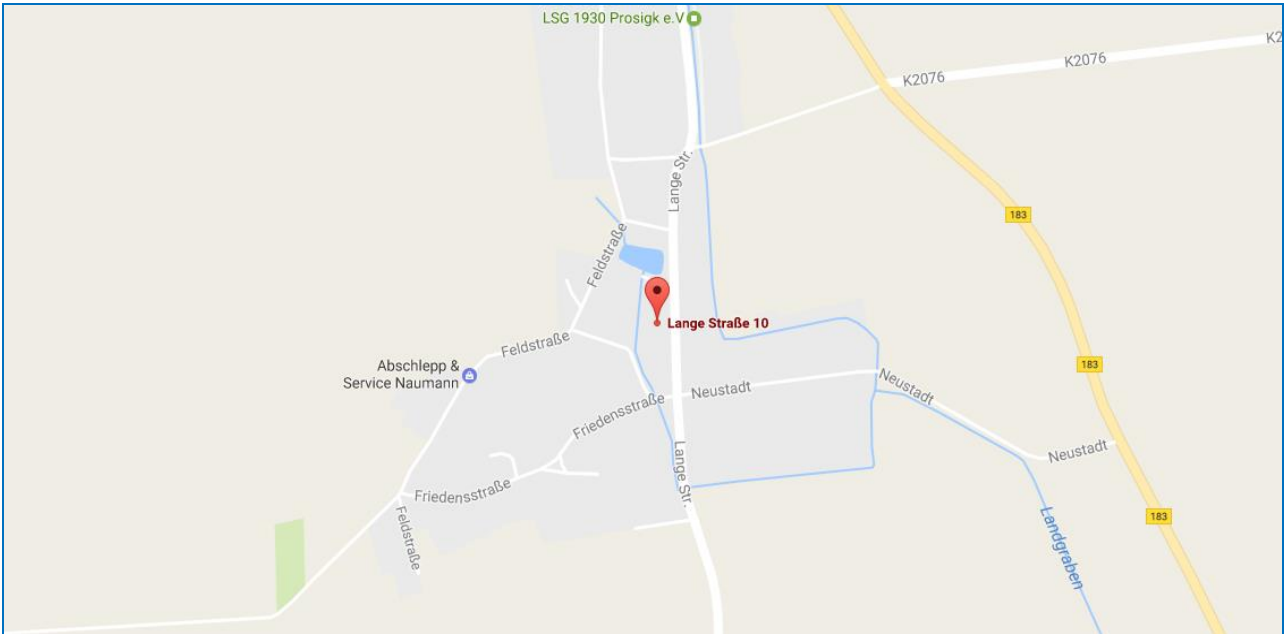 LSG 1930 Prosigk e.V
K2
K2076
K2076
Lange Str.
183
Feldstraße
Lange Straße 10
Feldstraße
Abschlepp &
Service Naumann
183
Neustadt
Neustadt
Friedensstraße
Neustadt
Lange Str.
Friedensstraße
183
Feldstraße
Landgraben